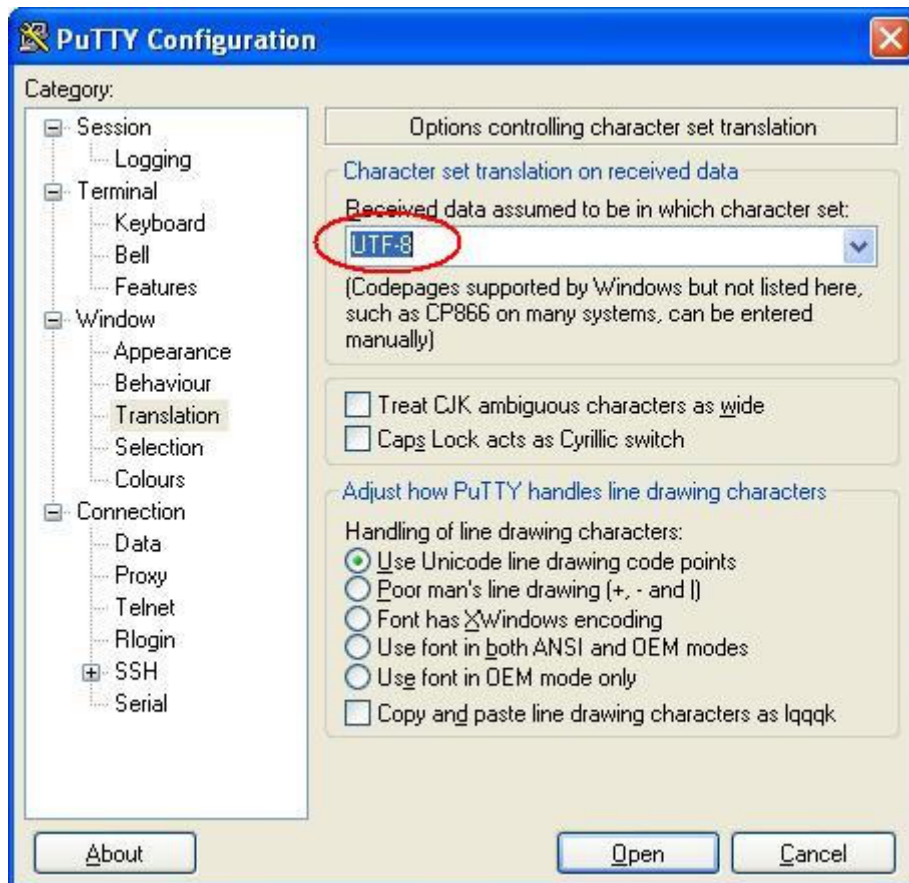 PuTTY Configuration
Category:
Session
Logging
Terminal
Keyboard
Bell
Features
Window
Appearance
Behaviour
Translation
Selection
Colours
Connection
Data
Proxy
Telnet
Rlogin
SSH
Serial
Options controlling character set translation
Character set translation on received data
Received data assumed to be in which character set:
UTF-8
(Codepages supported by Windows but not listed here,
such as CP866 on many systems, can be entered
manually)
Treat CJK ambiguous characters as wide
Caps Lock acts as Cyrillic switch
Adjust how PuTTY handles line drawing characters
Handling of line drawing characters:
Use Unicode line drawing code points
Poor man's line drawing (+, - and |)
Font has XWindows encoding
Use font in both ANSI and OEM modes
Use font in OEM mode only
Copy and paste line drawing characters as lqqqk
About
Open
Cancel